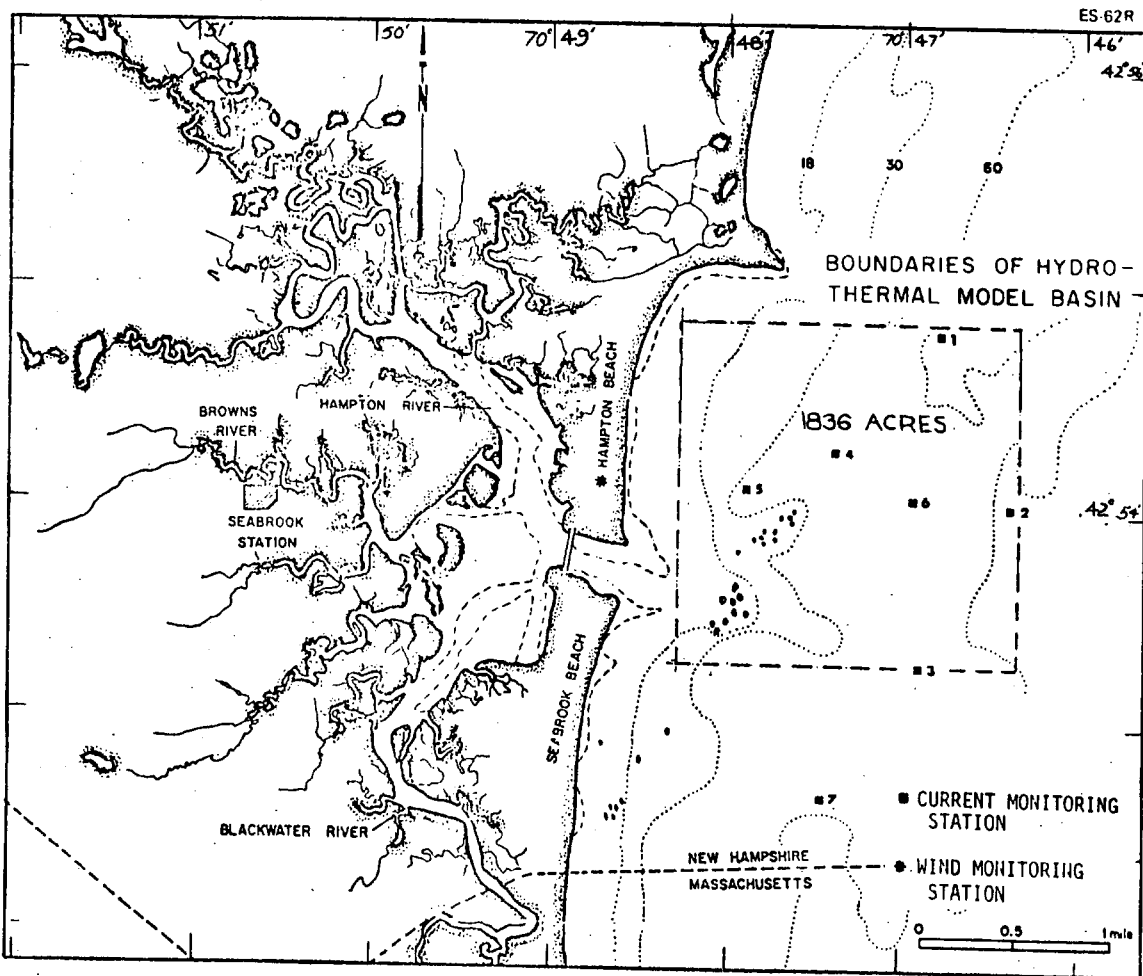 ES-62R
51'
50'
70° 49'
48'
70° 47'
46'
N
18
30
60
BOUNDARIES OF HYDRO-
THERMAL MODEL BASIN
1
HAMPTON BEACH
BROWNS
RIVER
HAMPTON RIVER
1836 ACRES
4
5
6
2
42° 54'
SEABROOK
STATION
3
SEABROOK BEACH
7
CURRENT MONITORING
STATION
BLACKWATER RIVER
NEW HAMPSHIRE
MASSACHUSETTS
WIND MONITORING
STATION
0
0.5
1 mile